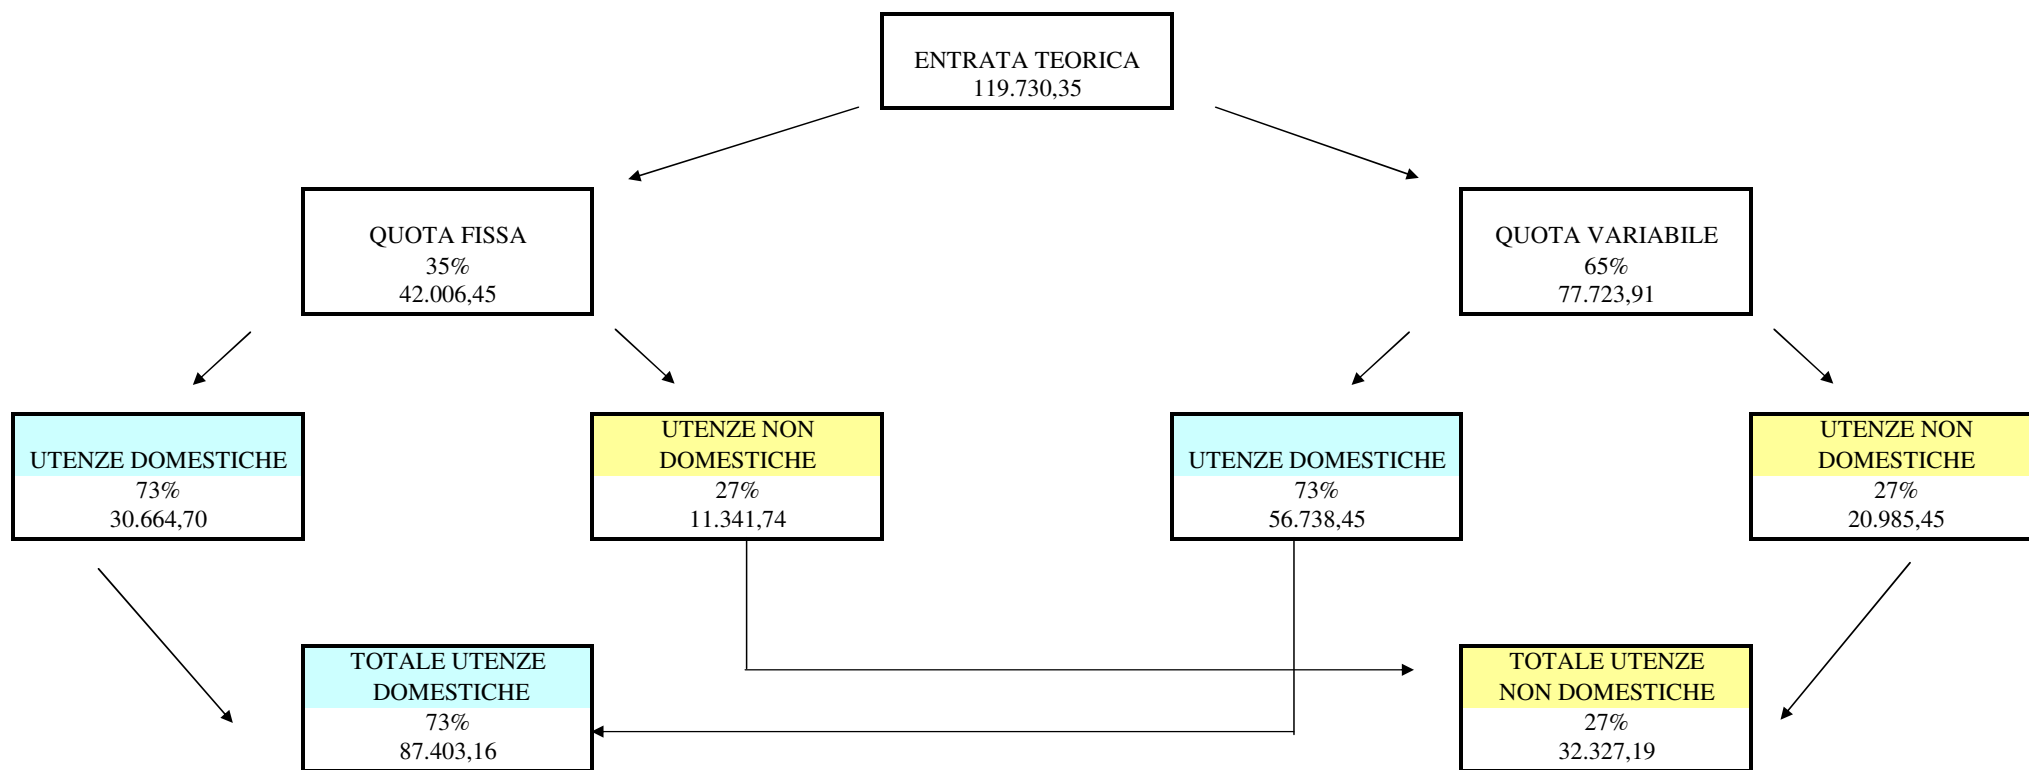 ENTRATA TEORICA
119.730,35
QUOTA FISSA
35%
42.006,45
QUOTA VARIABILE
65%
77.723,91
UTENZE DOMESTICHE
73%
30.664,70
UTENZE NON
DOMESTICHE
27%
11.341,74
UTENZE DOMESTICHE
73%
56.738,45
UTENZE NON
DOMESTICHE
27%
20.985,45
TOTALE UTENZE
DOMESTICHE
73%
87.403,16
TOTALE UTENZE
NON DOMESTICHE
27%
32.327,19